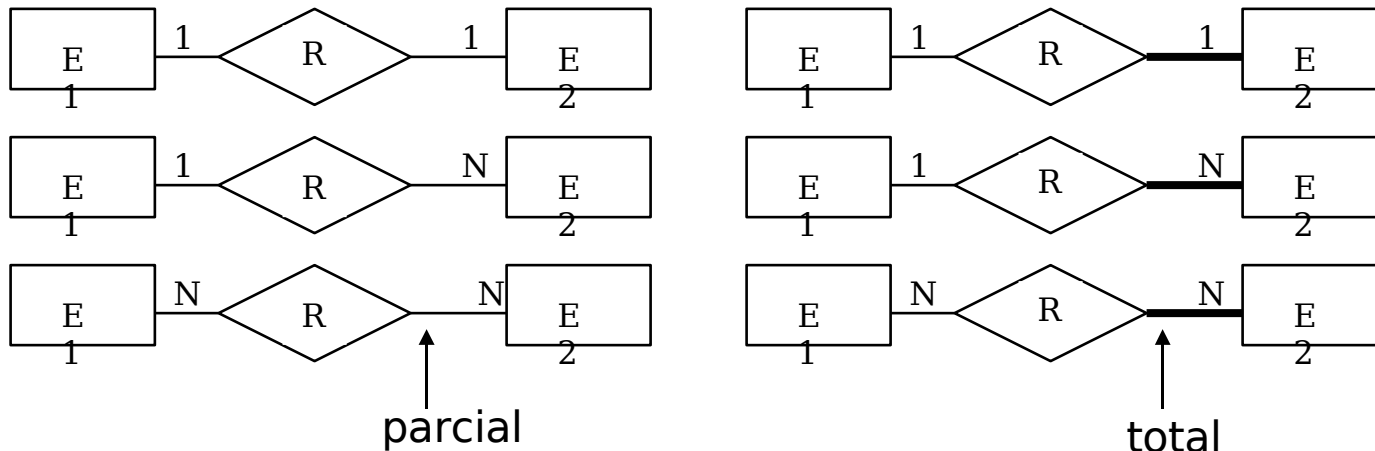 E 1 1 R 1 E 2
E 1 1 R N E 2
E 1 N R N E 2
parcial
E 1 1 R 1 E 2
E 1 1 R N E 2
E 1 N R N E 2
total